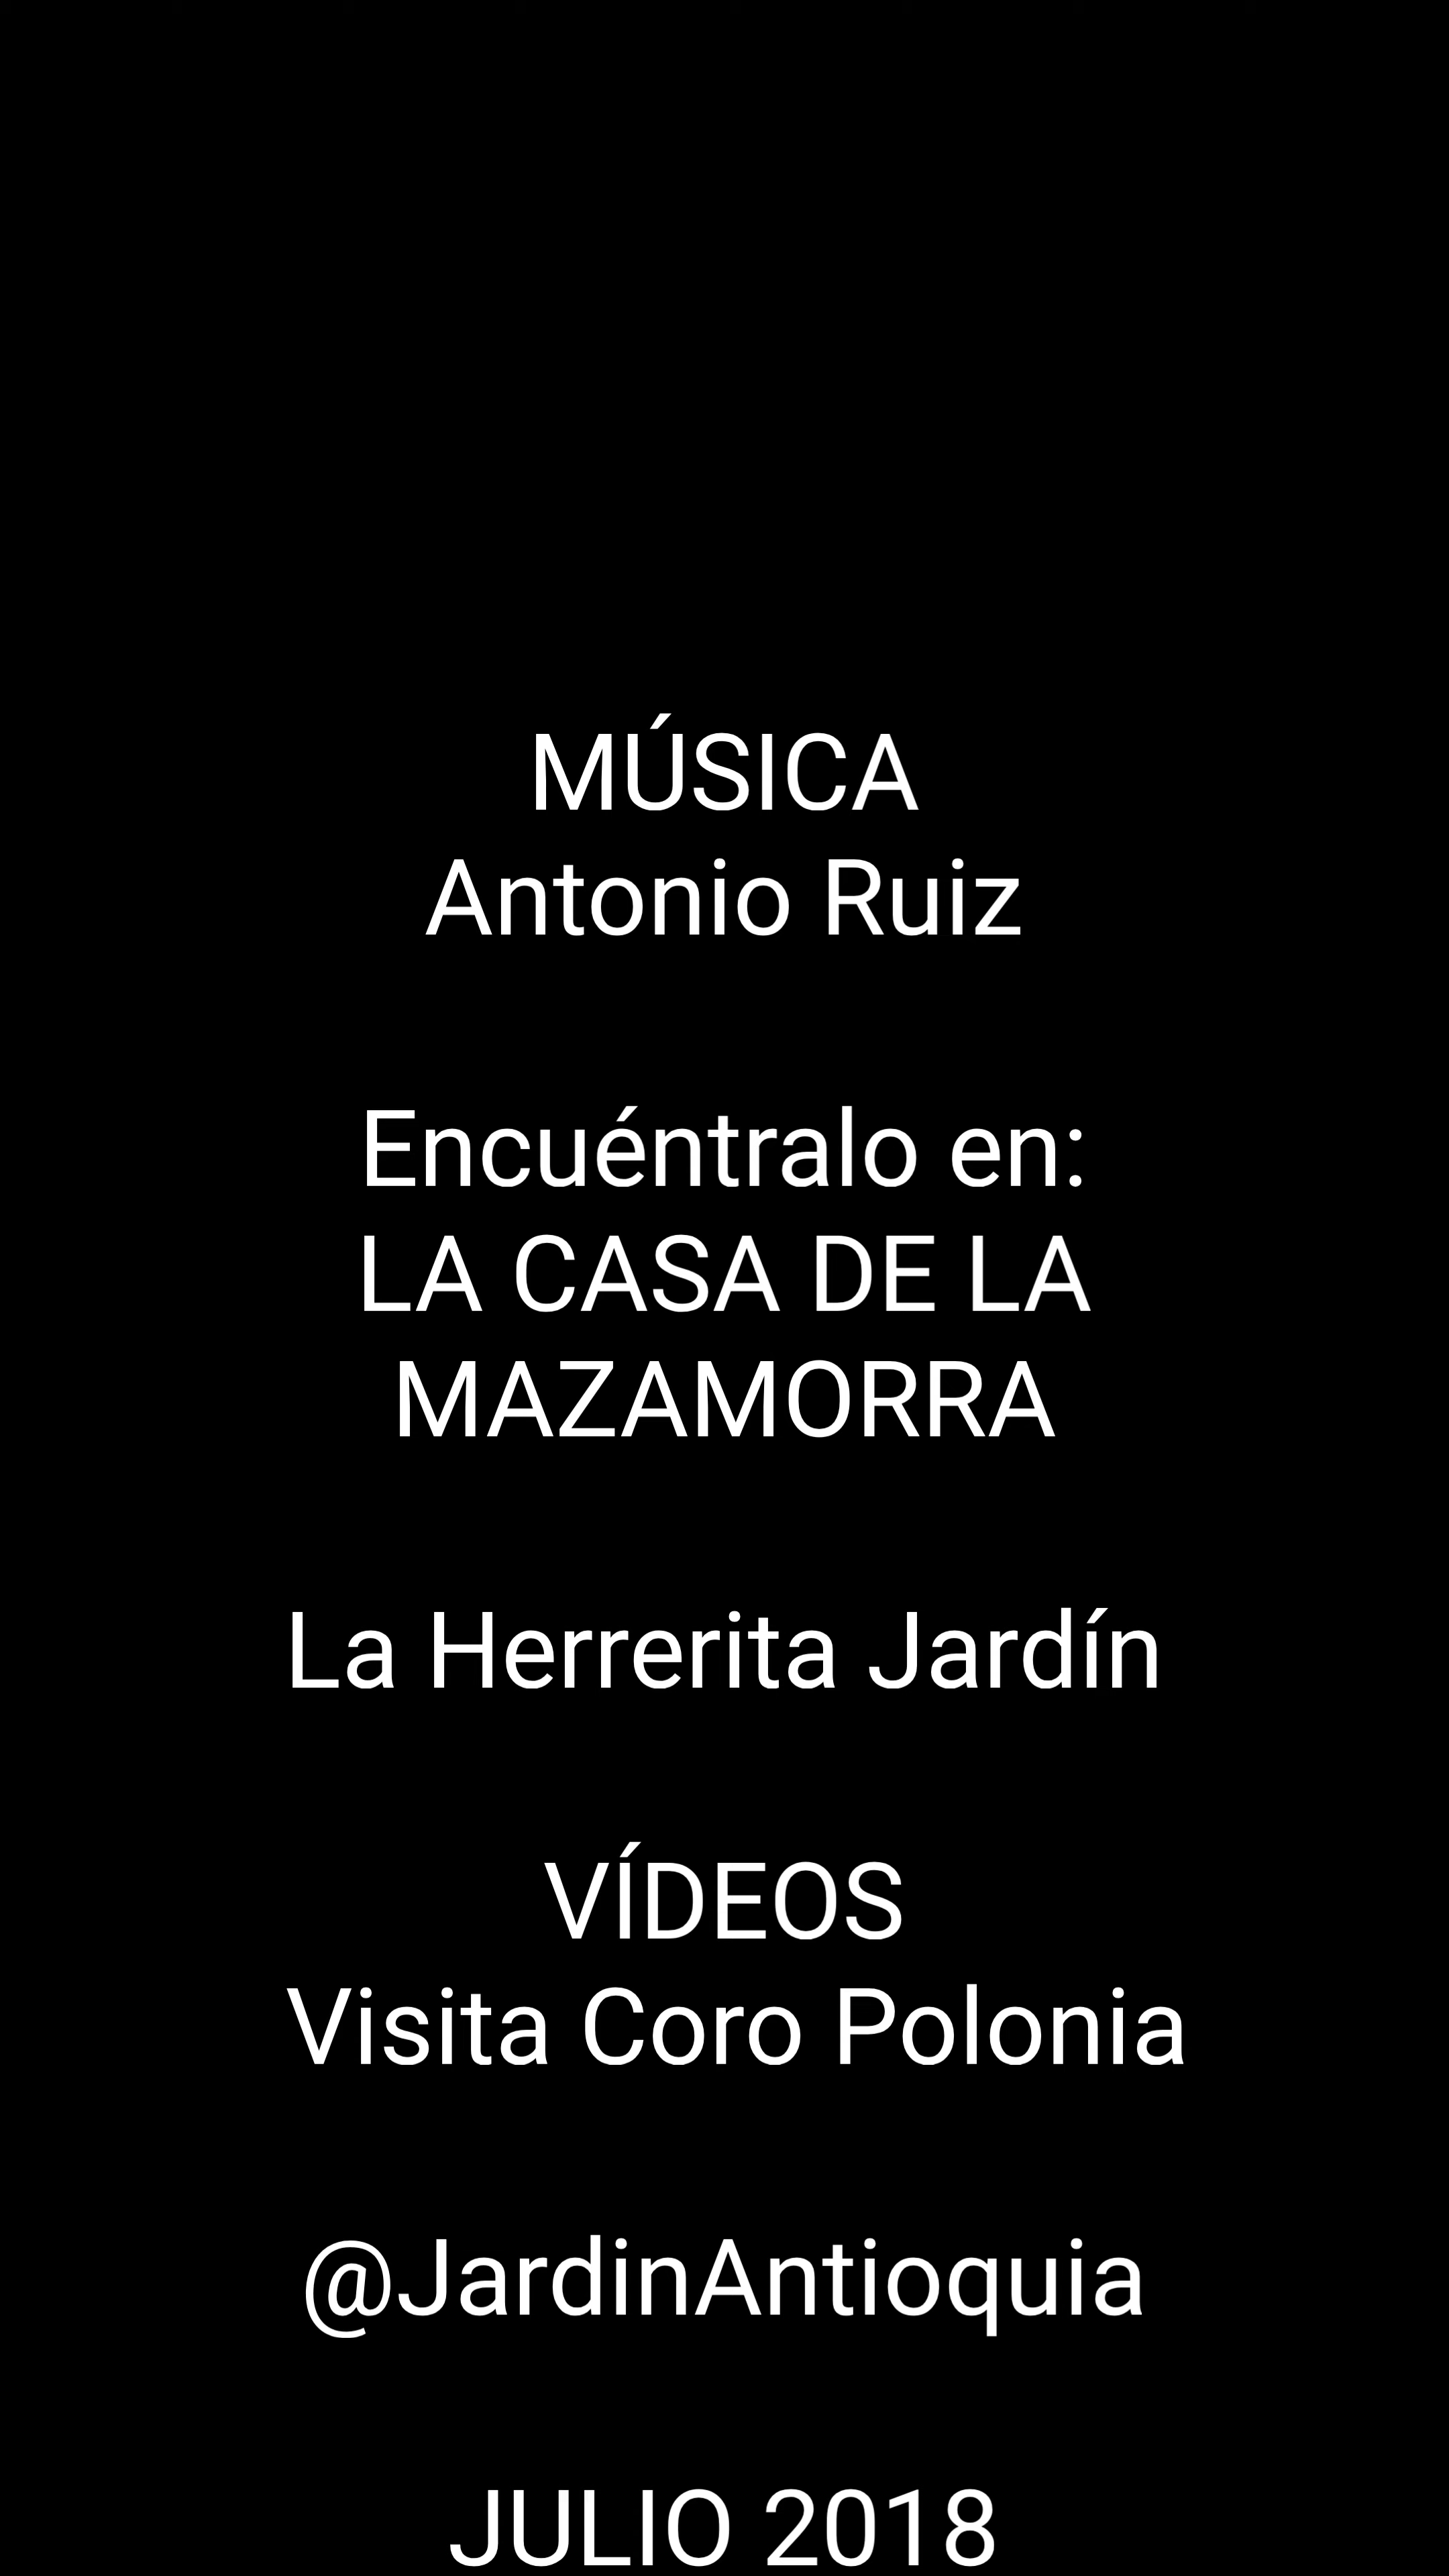 MÚSICA
Antonio Ruiz
Encuéntralo en:
LA CASA DE LA
MAZAMORRA
La Herrerita Jardín
VÍDEOS
Visita Coro Polonia
@JardinAntioquia
JULIO 2018